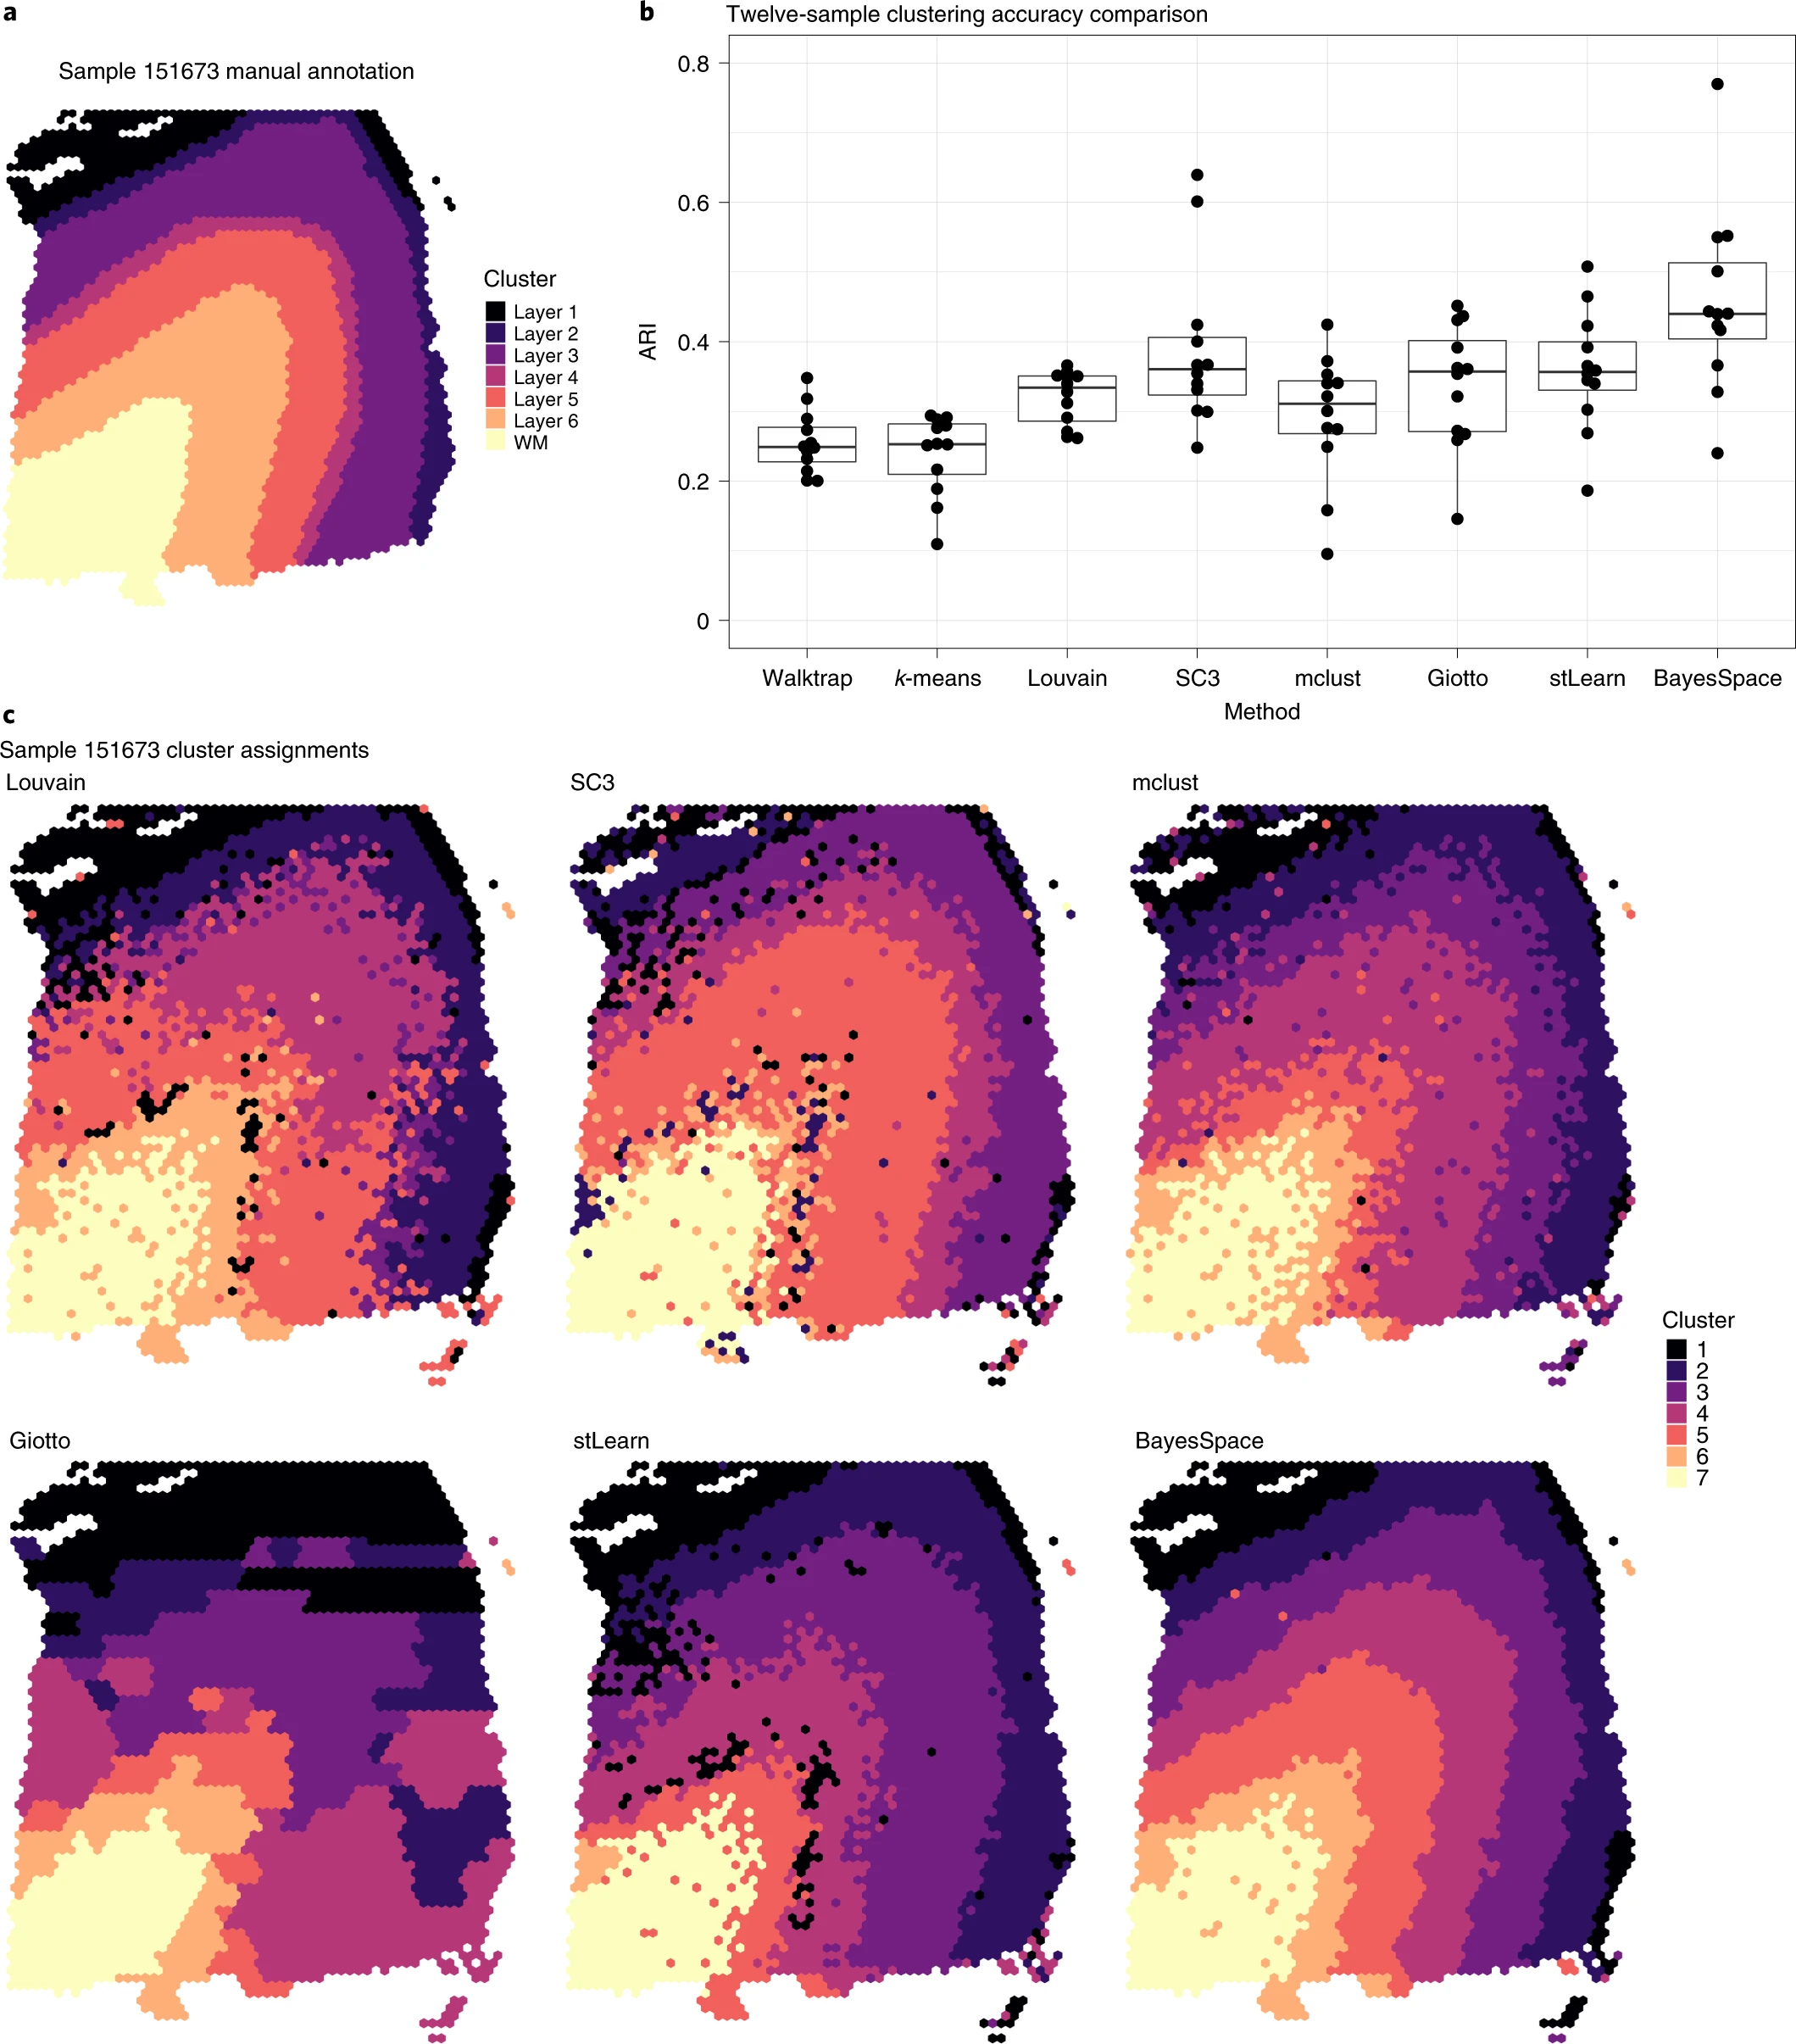 a
Sample 151673 manual annotation
Cluster
Layer 1
Layer 2
Layer 3
Layer 4
Layer 5
Layer 6
WM
b
Twelve-sample clustering accuracy comparison
0.8
0.6
0.4
0.2
0
ARI
Walktrap k-means Louvain SC3 mclust Giotto stLearn BayesSpace
Method
c
Sample 151673 cluster assignments
Louvain SC3 mclust
Cluster
1
2
3
4
5
6
7
Giotto stLearn BayesSpace